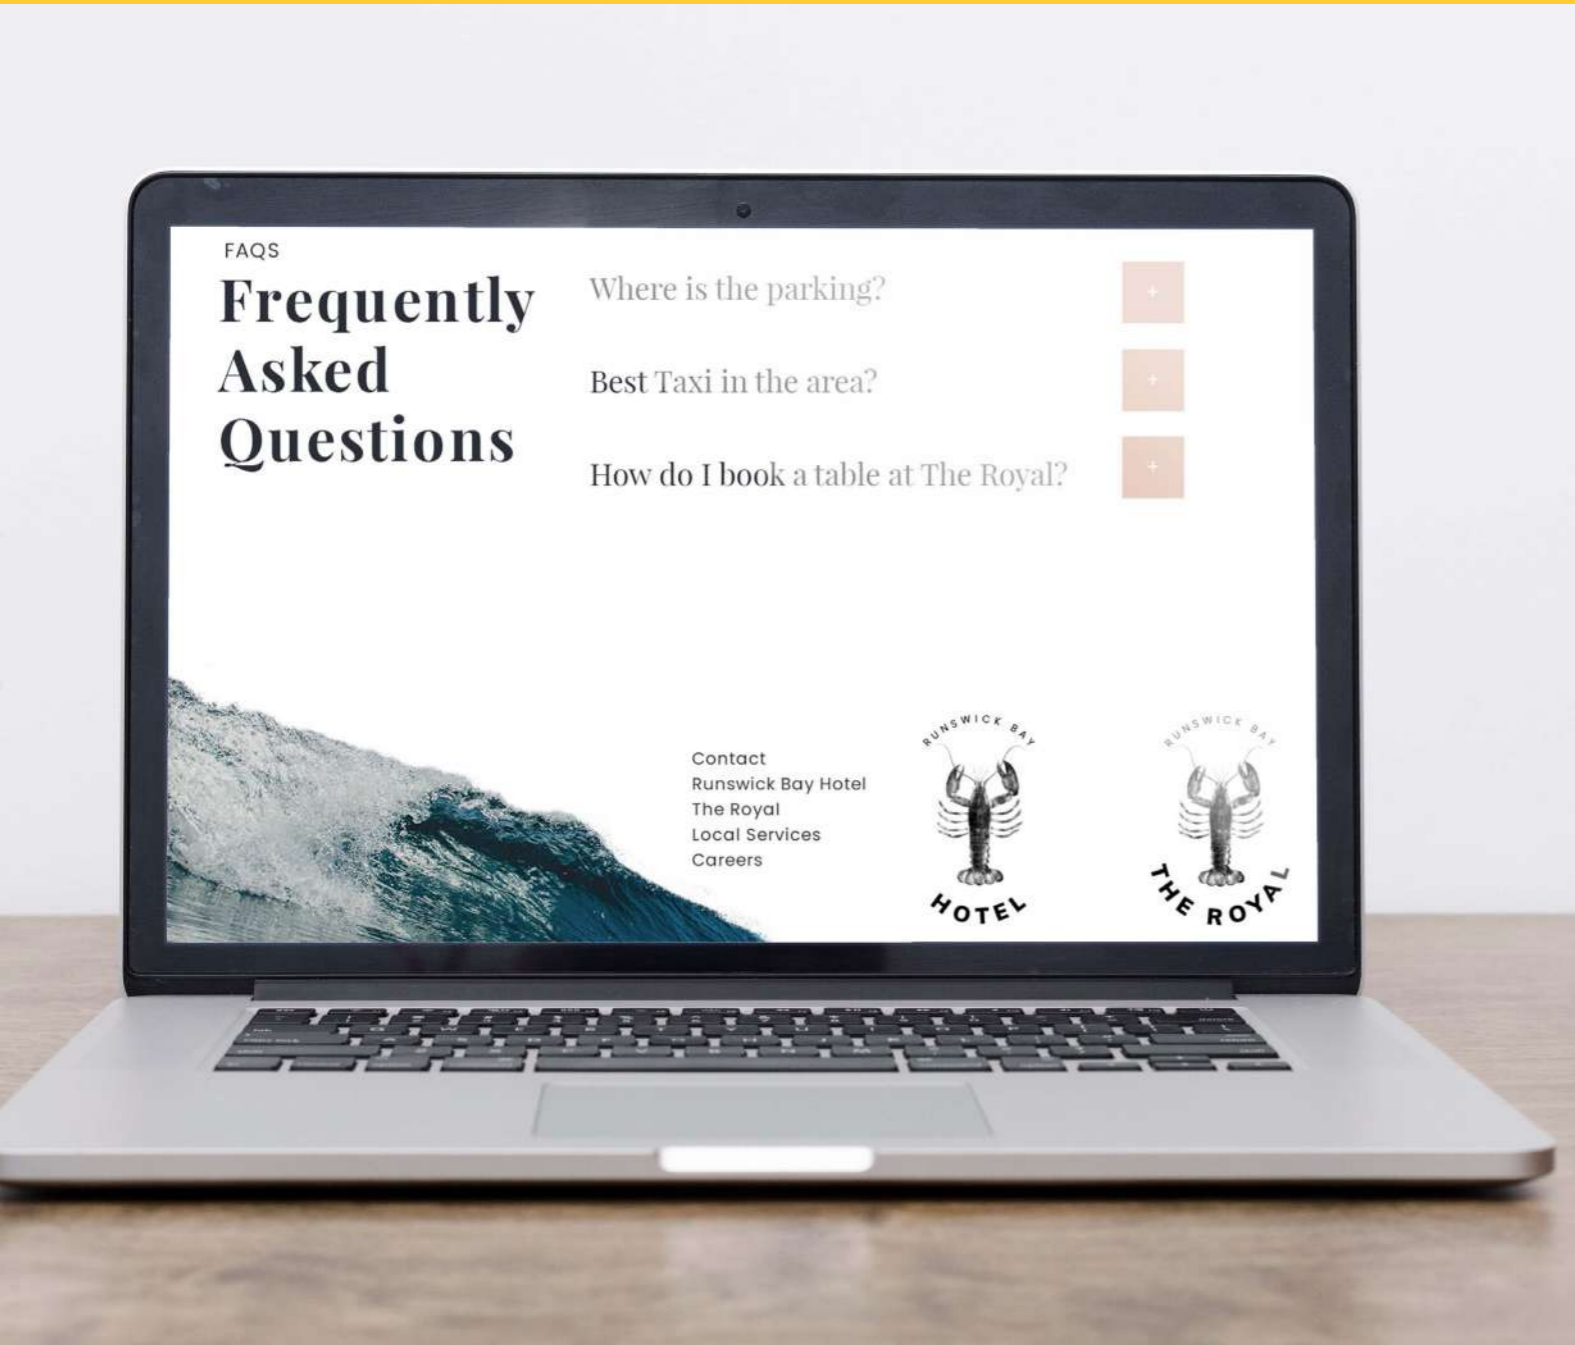 FAQS
Frequently
Asked
Questions
Where is the parking?
Best Taxi in the area?
How do I book a table at The Royal?
Contact
Runswick Bay Hotel
The Royal
Local Services
Careers
RUNSWICK BAY
HOTEL
RUNSWICK BAY
THE ROYAL